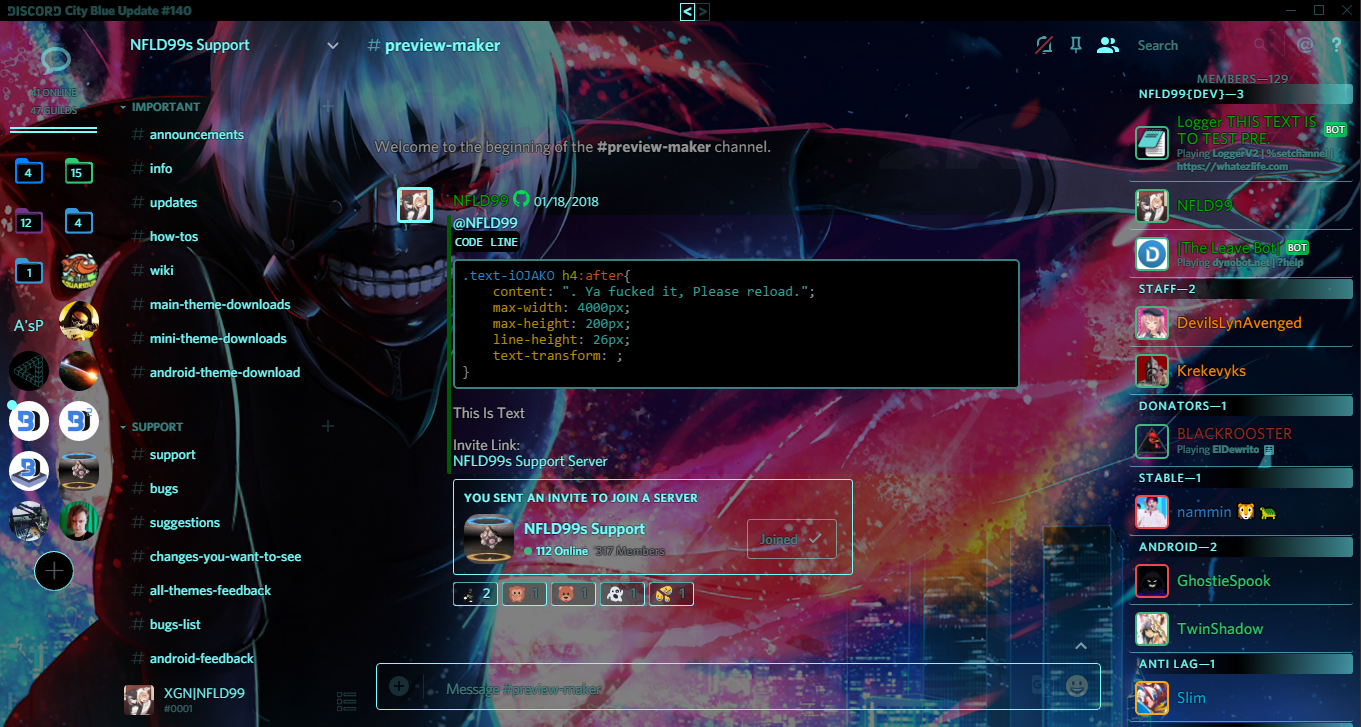 DISCORD City Blue Update #140
< >
NFLD99s Support
# preview-maker
Search
@ ?
41 ONLINE
47 GUILDS
4
15
12
4
1
A'sP
IMPORTANT
# announcements
# info
# updates
# how-tos
# wiki
# main-theme-downloads
# mini-theme-downloads
# android-theme-download
SUPPORT
# support
# bugs
# suggestions
# changes-you-want-to-see
# all-themes-feedback
# bugs-list
# android-feedback
XGN|NFLD99
#0001
Welcome to the beginning of the #preview-maker channel.
NFLD99 01/18/2018
@NFLD99
CODE LINE
.text-iOJAKO h4:after{
content: ". Ya fucked it, Please reload.";
max-width: 4000px;
max-height: 200px;
line-height: 26px;
text-transform: ;
}
This Is Text
Invite Link:
NFLD99s Support Server
YOU SENT AN INVITE TO JOIN A SERVER
NFLD99s Support
112 Online 317 Members
Joined
2 1 1 1 1
Message #preview-maker
MEMBERS—129
NFLD99{DEV}—3
Logger THIS TEXT IS
TO TEST PRE. BOT
Playing LoggerV2 | %setchannel |
https://whatezlife.com
NFLD99
[The Leave Bot] BOT
Playing dynobot.net | ?help
STAFF—2
DevilsLynAvenged
Krekevyks
DONATORS—1
BLACKROOSTER
Playing ElDewrito
STABLE—1
nammin
ANDROID—2
GhostieSpook
TwinShadow
ANTI LAG—1
Slim